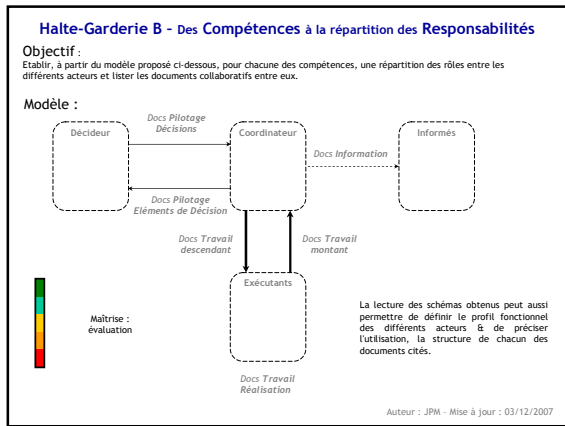 Halte-Garderie B – Des Compétences à la répartition des Responsabilités
Objectif :
Etablir, à partir du modèle proposé ci-dessous, pour chacune des compétences, une répartition des rôles entre les
différents acteurs et lister les documents collaboratifs entre eux.
Modèle :
Décideur
Docs Pilotage
Décisions
Coordinateur
Docs Information
Informés
Docs Pilotage
Eléments de Décision
Docs Travail
descendant
Docs Travail
montant
Exécutants
Maîtrise :
évaluation
La lecture des schémas obtenus peut aussi
permettre de définir le profil fonctionnel
des différents acteurs & de préciser
l'utilisation, la structure de chacun des
documents cités.
Docs Travail
Réalisation
Auteur : JPM – Mise à jour : 03/12/2007